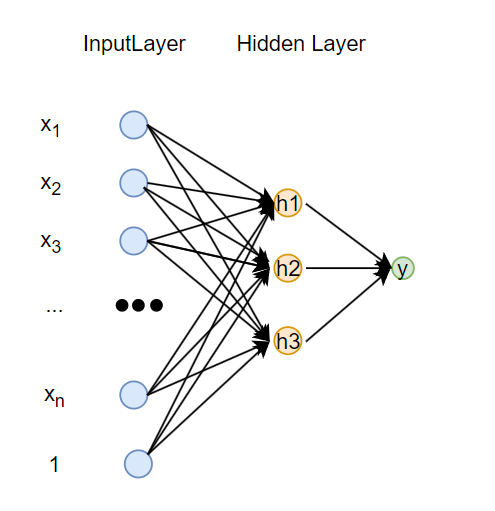 InputLayer Hidden Layer
x1
x2
h1
x3
h2
y
...
h3
xn
1